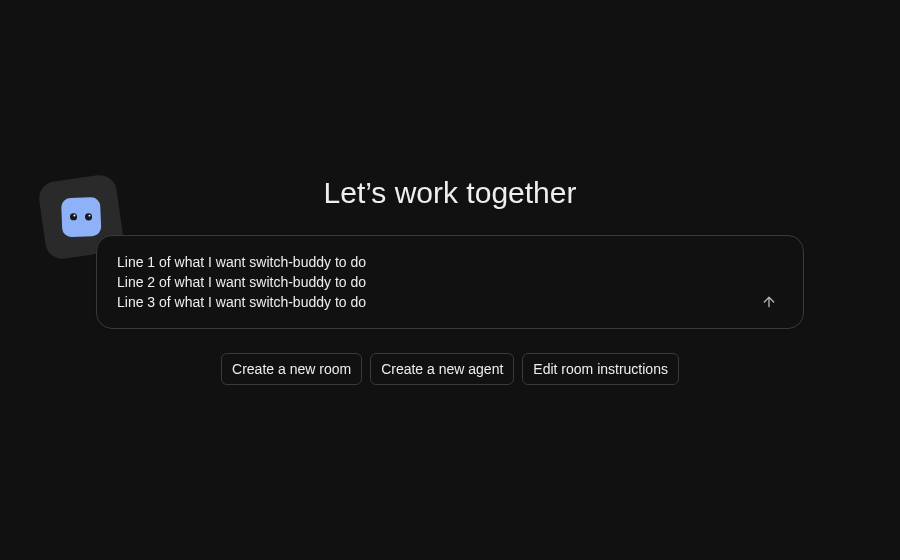 Let’s work together
Line 1 of what I want switch-buddy to do
Line 2 of what I want switch-buddy to do
Line 3 of what I want switch-buddy to do
Create a new room
Create a new agent
Edit room instructions